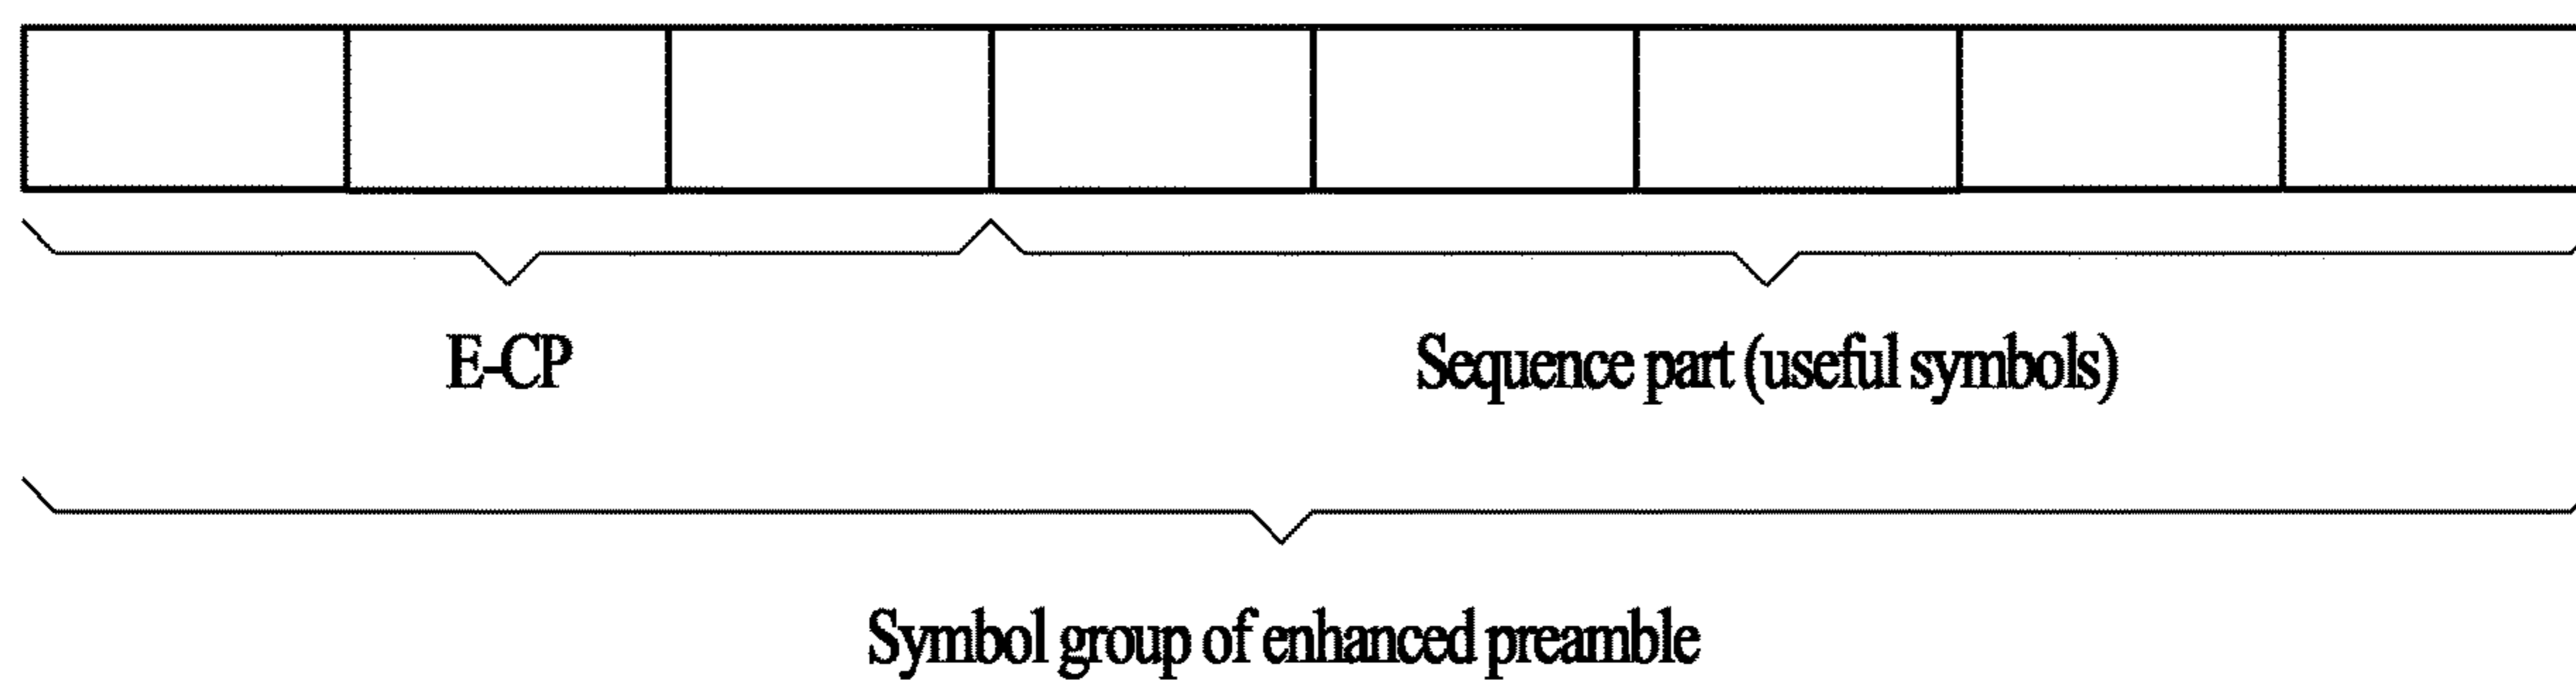 E-CP
Sequence part (useful symbols)
Symbol group of enhanced preamble